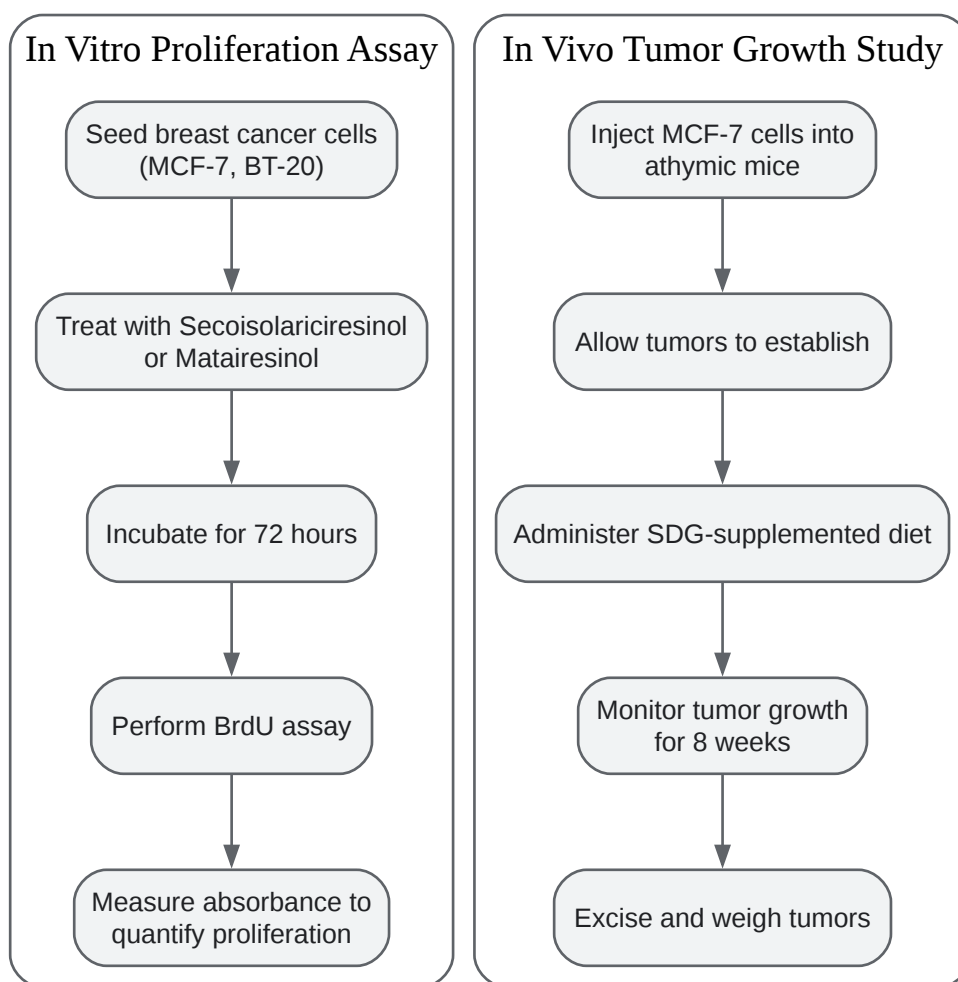 In Vitro Proliferation Assay
Seed breast cancer cells
(MCF-7, BT-20)
Treat with Secoisolariciresinol
or Matairesinol
Incubate for 72 hours
Perform BrdU assay
Measure absorbance to
quantify proliferation
In Vivo Tumor Growth Study
Inject MCF-7 cells into
athymic mice
Allow tumors to establish
Administer SDG-supplemented diet
Monitor tumor growth
for 8 weeks
Excise and weigh tumors